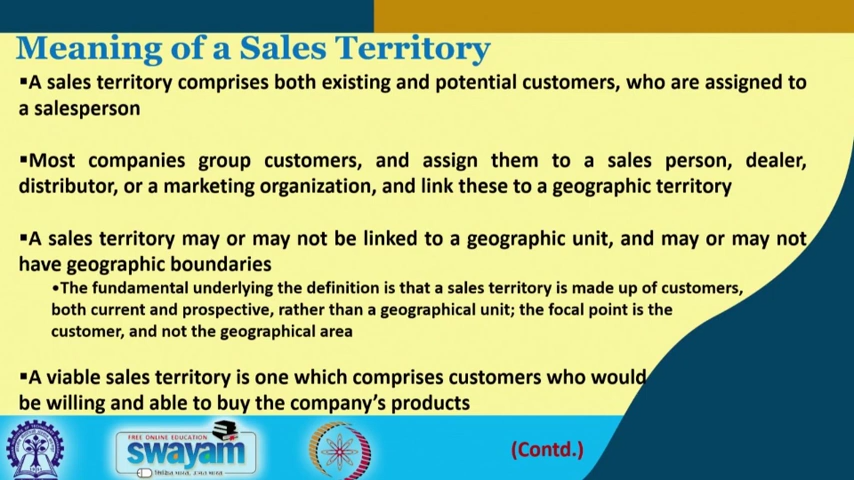 Meaning of a Sales Territory
▪A sales territory comprises both existing and potential customers, who are assigned to
a salesperson
▪Most companies group customers, and assign them to a sales person, dealer,
distributor, or a marketing organization, and link these to a geographic territory
▪A sales territory may or may not be linked to a geographic unit, and may or may not
have geographic boundaries
•The fundamental underlying the definition is that a sales territory is made up of customers,
both current and prospective, rather than a geographical unit; the focal point is the
customer, and not the geographical area
▪A viable sales territory is one which comprises customers who would
be willing and able to buy the company's products
FREE ONLINE EDUCATION
swayam
(Contd.)